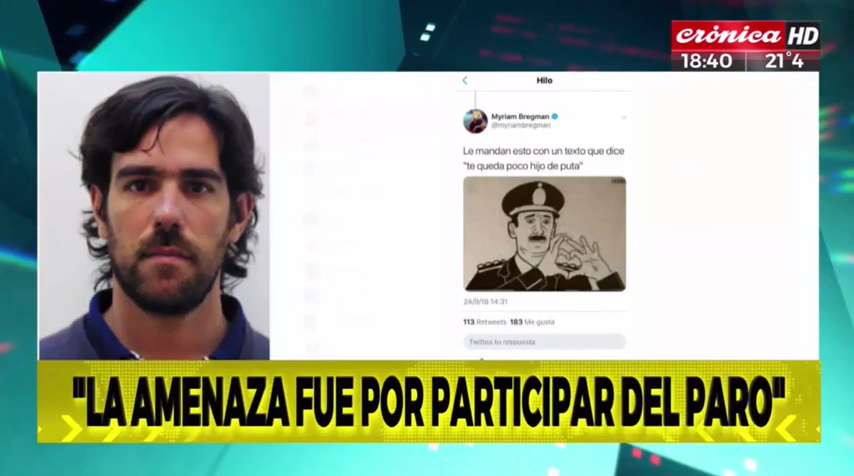 crónica HD
18:40 21°4
Hilo
Myriam Bregman
@myriambregman
Le mandan esto con un texto que dice
"te queda poco hijo de puta"
24/9/18 14:31
113 Retweets 183 Me gusta
Twittea tu respuesta
"LA AMENAZA FUE POR PARTICIPAR DEL PARO"